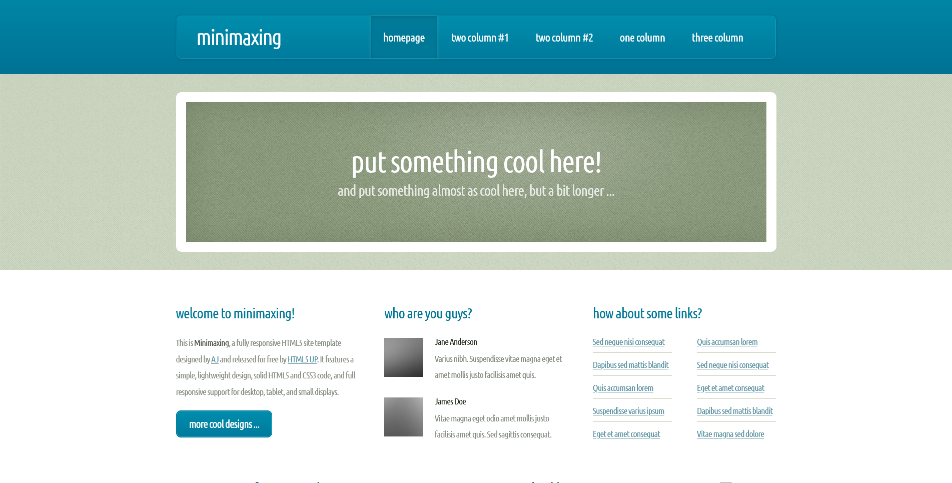 minimaxing
homepage
two column #1
two column #2
one column
three column
put something cool here!
and put something almost as cool here, but a bit longer ...
welcome to minimaxing!
This is Minimaxing, a fully responsive HTML5 site template
designed by AJ and released for free by HTML5 UP. It features a
simple, lightweight design, solid HTML5 and CSS3 code, and full
responsive support for desktop, tablet, and small displays.
more cool designs ...
who are you guys?
Jane Anderson
Varius nibh. Suspendisse vitae magna eget et
amet mollis justo facilisis amet quis.
James Doe
Vitae magna eget odio amet mollis justo
facilisis amet quis. Sed sagittis consequat.
how about some links?
Sed neque nisi consequat
Dapibus sed mattis blandit
Quis accumsan lorem
Suspendisse varius ipsum
Eget et amet consequat
Quis accumsan lorem
Sed neque nisi consequat
Eget et amet consequat
Dapibus sed mattis blandit
Vitae magna sed dolore